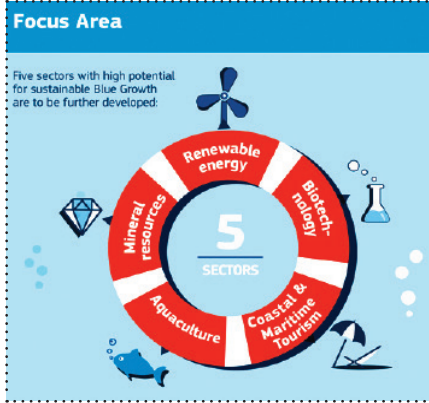 Focus Area
Five sectors with high potential
for sustainable Blue Growth
are to be further developed:
Renewable
energy
Biotech-
nology
Coastal &
Maritime
Tourism
Aquaculture
Mineral
resources
5
SECTORS